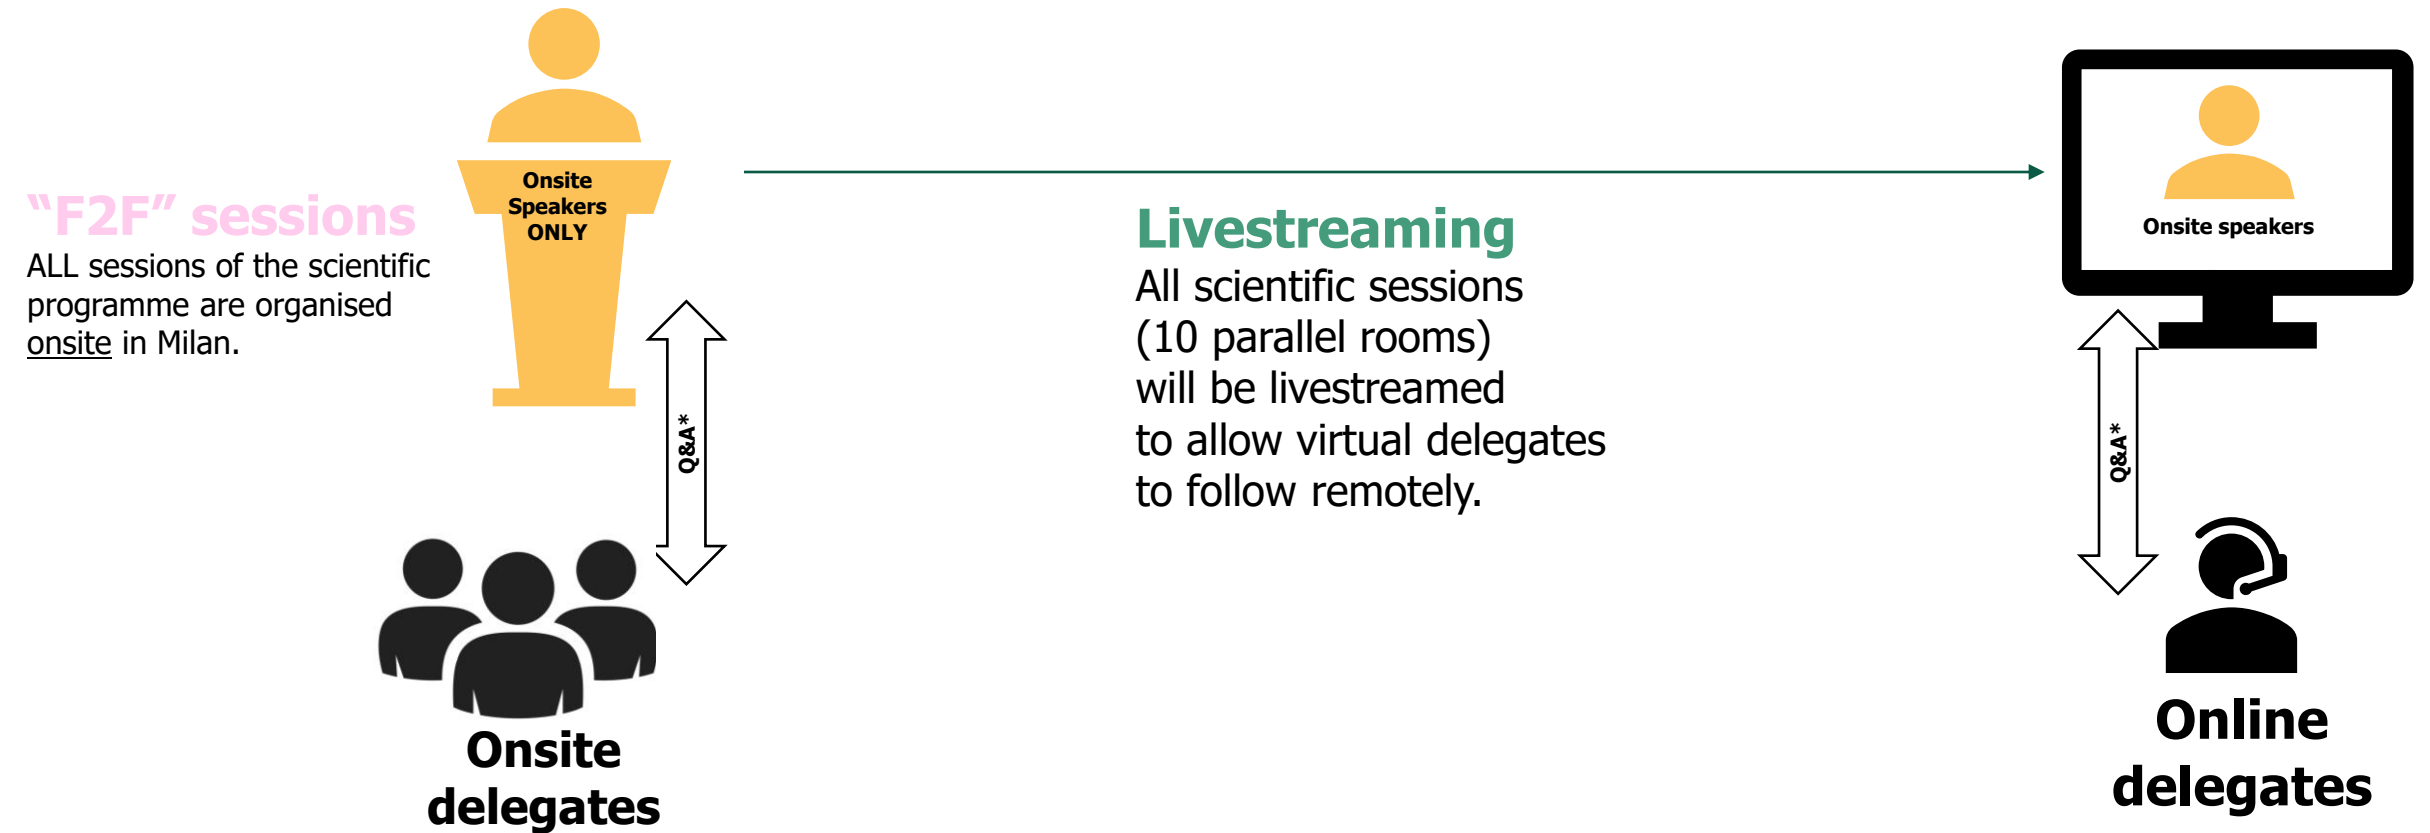 “F2F” sessions
ALL sessions of the scientific
programme are organised
onsite in Milan.
Onsite
Speakers
ONLY
Q&A*
Onsite
delegates
Livestreaming
All scientific sessions
(10 parallel rooms)
will be livestreamed
to allow virtual delegates
to follow remotely.
Onsite speakers
Q&A*
Online
delegates